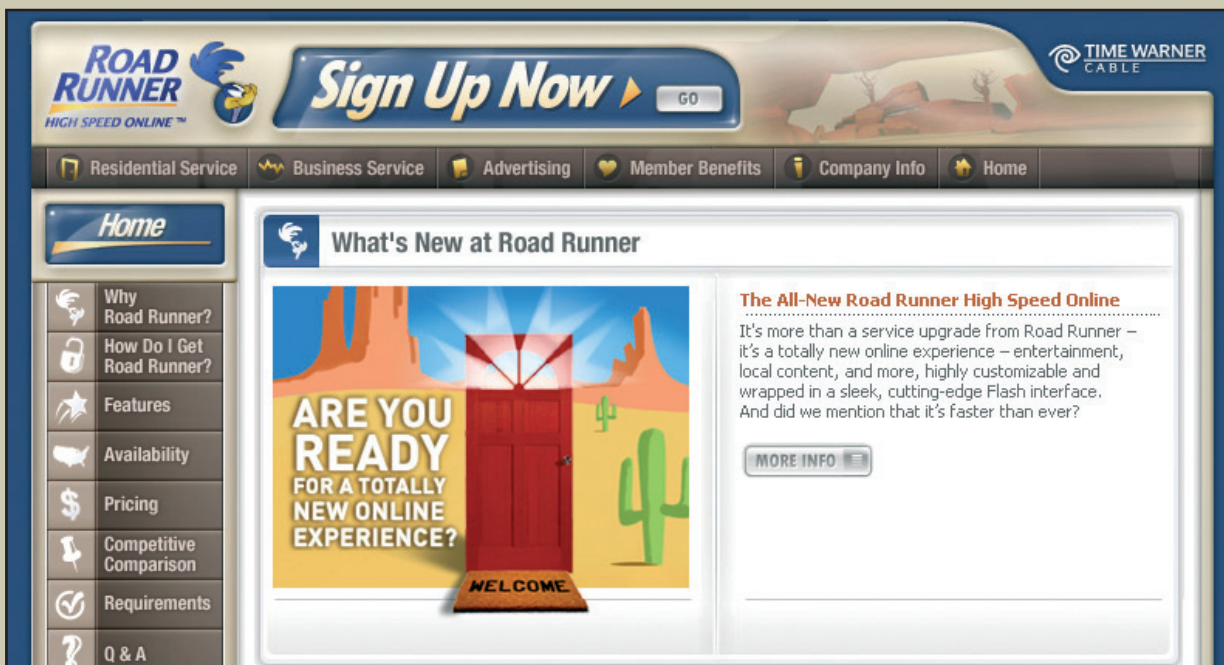 ROAD
RUNNER
HIGH SPEED ONLINE ™
Sign Up Now
GO
TIME WARNER
CABLE
Residential Service
Business Service
Advertising
Member Benefits
Company Info
Home
Home
Why
Road Runner?
How Do I Get
Road Runner?
Features
Availability
Pricing
Competitive
Comparison
Requirements
Q & A
What's New at Road Runner
ARE YOU
READY
FOR A TOTALLY
NEW ONLINE
EXPERIENCE?
WELCOME
The All-New Road Runner High Speed Online
It's more than a service upgrade from Road Runner –
it's a totally new online experience – entertainment,
local content, and more, highly customizable and
wrapped in a sleek, cutting-edge Flash interface.
And did we mention that it's faster than ever?
MORE INFO